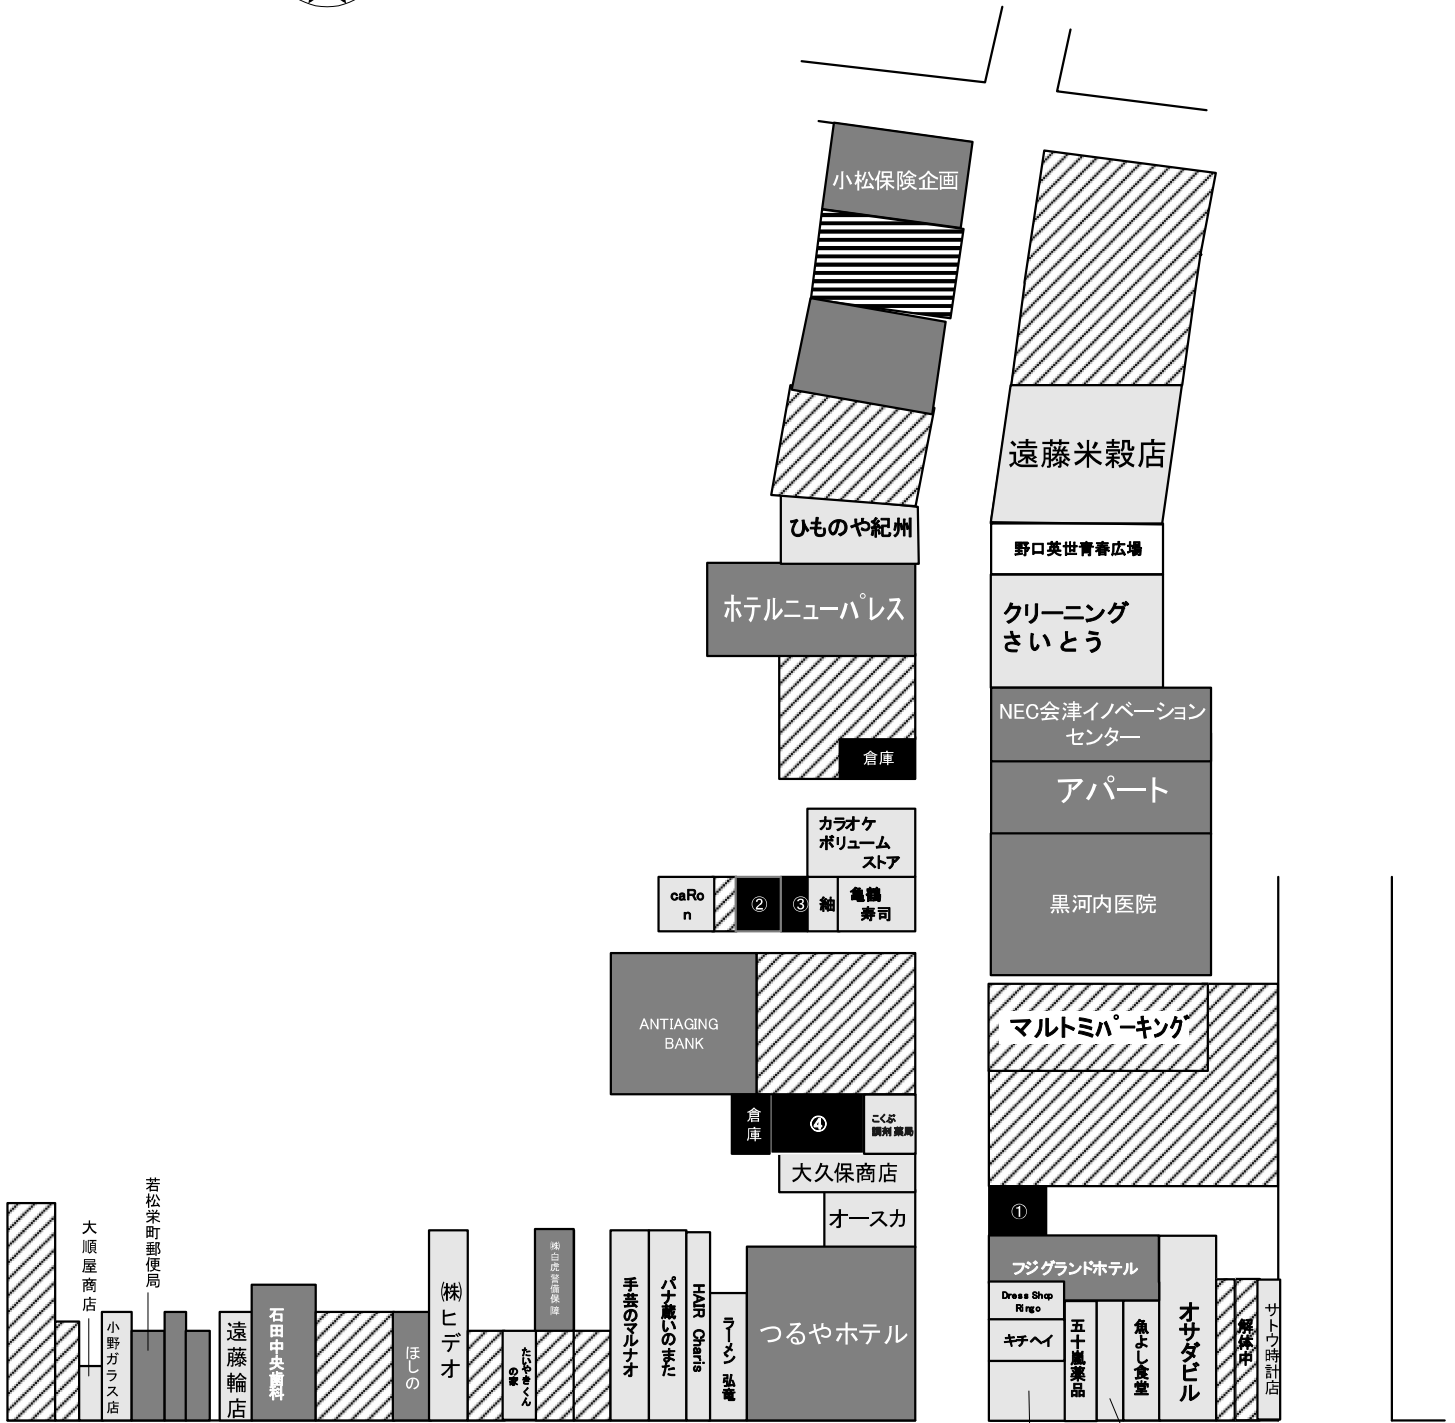 小松保険企画
遠藤米穀店
ひものや紀州
野口英世青春広場
ホテルニューパレス
クリーニング
さいとう
NEC会津イノベーション
センター
倉庫
アパート
カラオケ
ボリューム
ストア
caRo
n
②
③
紬
亀鶴
寿司
黒河内医院
ANTIAGING
BANK
マルトミパーキング
倉庫
④
こくぶ
調剤薬局
大久保商店
オースカ
①
若松栄町郵便局
大順屋商店
小野ガラス店
遠藤輪店
石田中央歯科
ほしの
㈱ヒデオ
たいやきくん
の家
㈱白虎警備保障
手芸のマルナオ
パナ蔵いのまた
HAIR Charis
ラーメン 弘竜
つるやホテル
フジグランドホテル
Dress Shop
Ringo
キチヘイ
五十嵐薬品
魚よし食堂
オサダビル
解体中
サトウ時計店